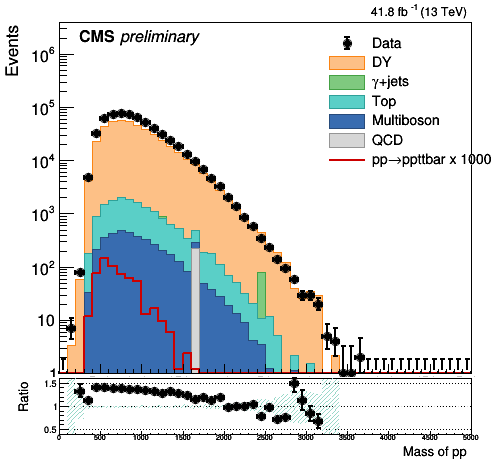 41.8 fb⁻¹ (13 TeV)
CMS preliminary
Events
10⁶
10⁵
10⁴
10³
10²
10
1
Data
DY
γ+jets
Top
Multiboson
QCD
pp→ppttbar x 1000
Ratio
1.5
1
0.5
0 500 1000 1500 2000 2500 3000 3500 4000 4500 5000
Mass of pp